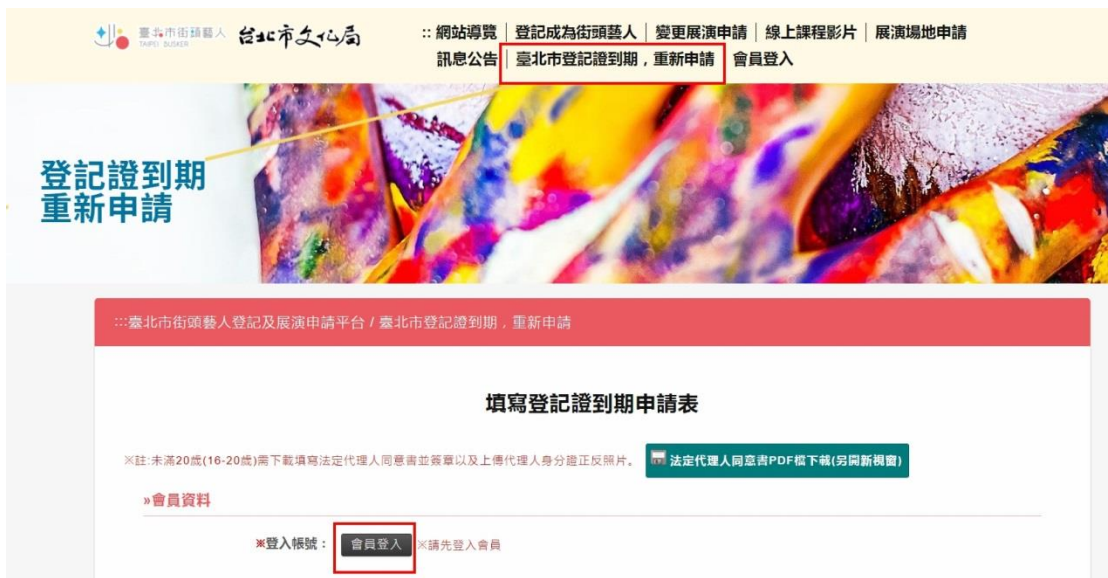 臺北市街頭藝人
TAIPEI BUSKER
台北市文化局
:: 網站導覽│登記成為街頭藝人│變更展演申請│線上課程影片│展演場地申請
訊息公告│臺北市登記證到期,重新申請│會員登入
登記證到期
重新申請
:::臺北市街頭藝人登記及展演申請平台 / 臺北市登記證到期,重新申請
填寫登記證到期申請表
※註:未滿20歲(16-20歲)需下載填寫法定代理人同意書並簽章以及上傳代理人身分證正反照片。 法定代理人同意書PDF檔下載(另開新視窗)
»會員資料
※登入帳號: 會員登入 ※請先登入會員